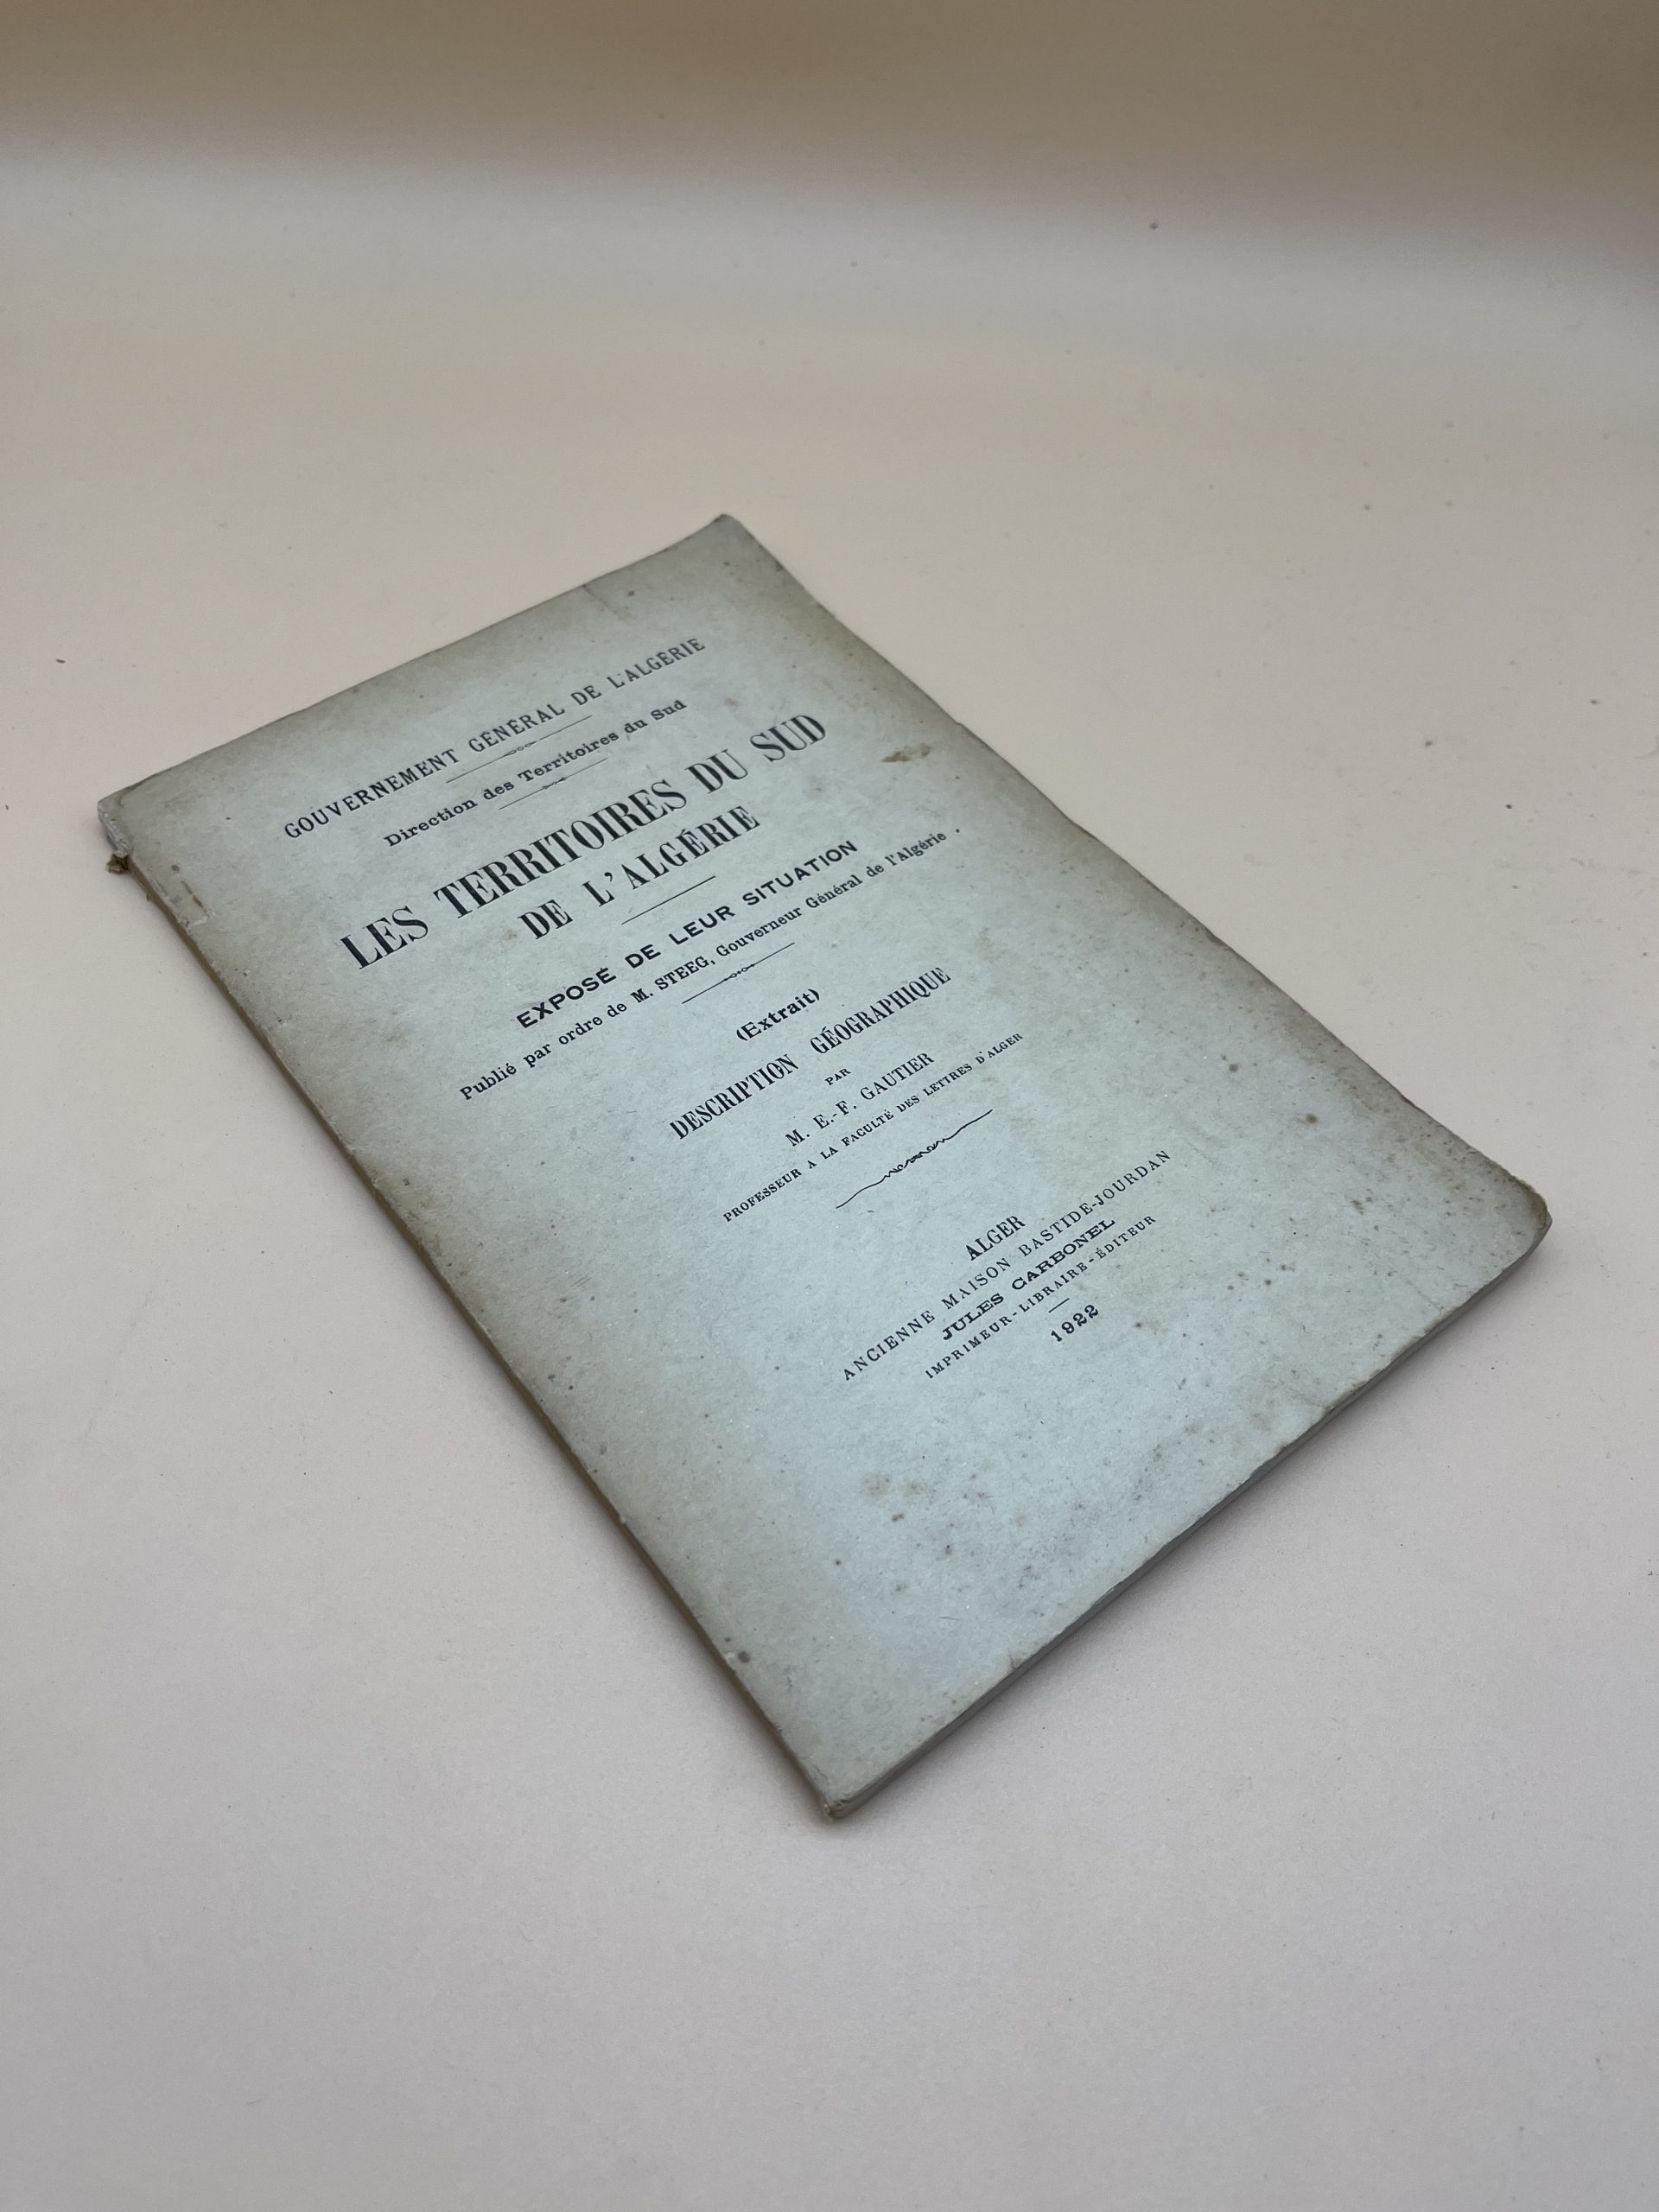 GOUVERNEMENT GÉNÉRAL DE L'ALGÉRIE
Direction des Territoires du Sud
LES TERRITOIRES DU SUD
DE L'ALGÉRIE
EXPOSÉ DE LEUR SITUATION
Publié par ordre de M. STEEG, Gouverneur Général de l'Algérie.
(Extrait)
DESCRIPTION GÉOGRAPHIQUE
PAR
M. E.-F. GAUTIER
PROFESSEUR A LA FACULTÉ DES LETTRES D'ALGER
ALGER
ANCIENNE MAISON BASTIDE-JOURDAN
JULES CARBONEL
IMPRIMEUR-LIBRAIRE-ÉDITEUR
1922